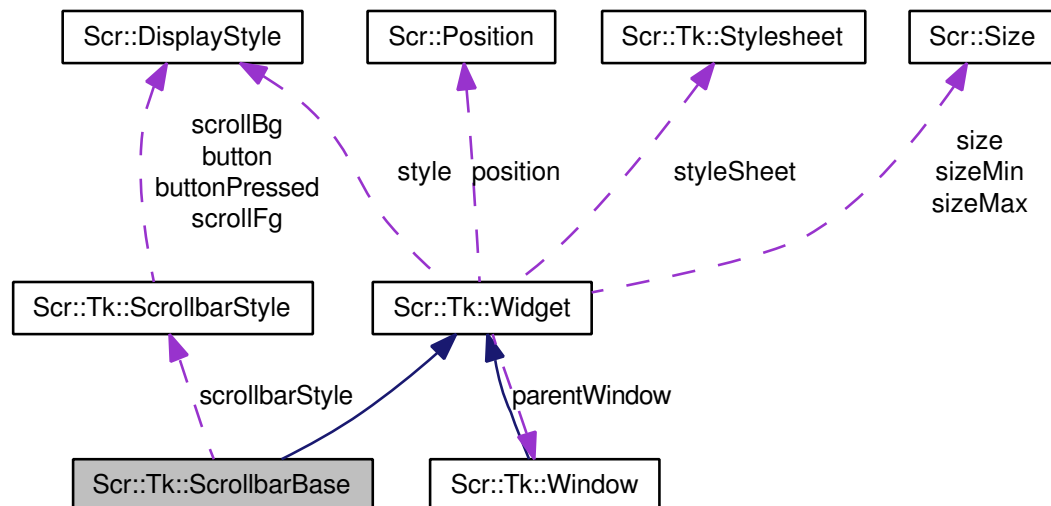 Scr::DisplayStyle
Scr::Position
Scr::Tk::Stylesheet
Scr::Size
scrollBg
button
buttonPressed
scrollFg
style
position
styleSheet
size
sizeMin
sizeMax
Scr::Tk::ScrollbarStyle
Scr::Tk::Widget
scrollbarStyle
parentWindow
Scr::Tk::ScrollbarBase
Scr::Tk::Window